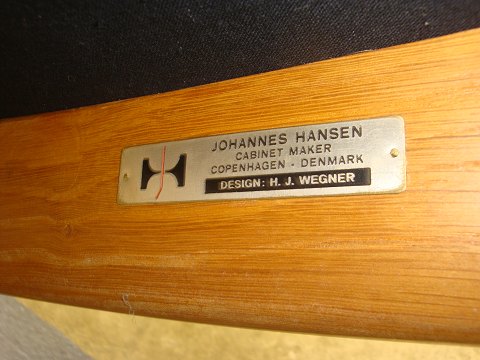 JOHANNES HANSEN
CABINET MAKER
COPENHAGEN - DENMARK
DESIGN: H. J. WEGNER